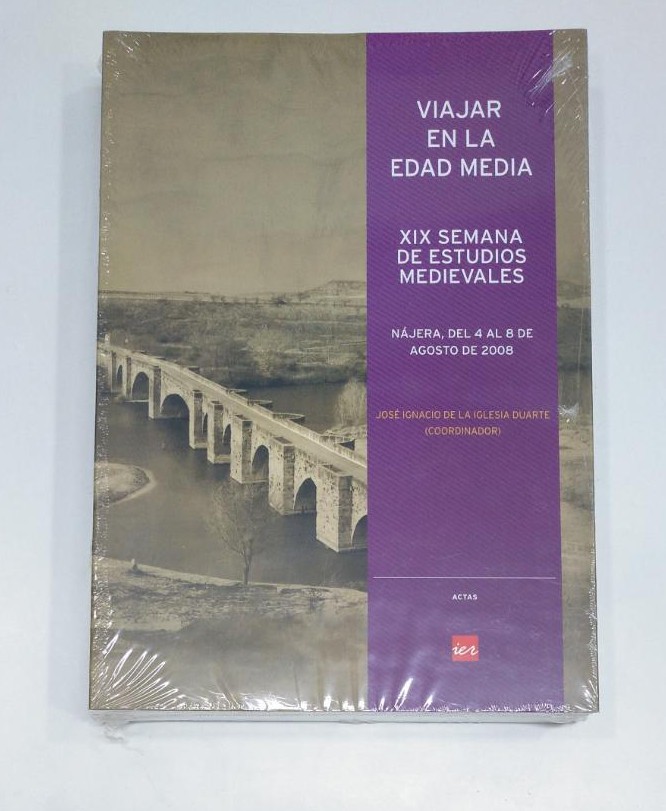 VIAJAR
EN LA
EDAD MEDIA
XIX SEMANA
DE ESTUDIOS
MEDIEVALES
NÁJERA, DEL 4 AL 8 DE
AGOSTO DE 2008
JOSÉ IGNACIO DE LA IGLESIA DUARTE
(COORDINADOR)
ACTAS
ier